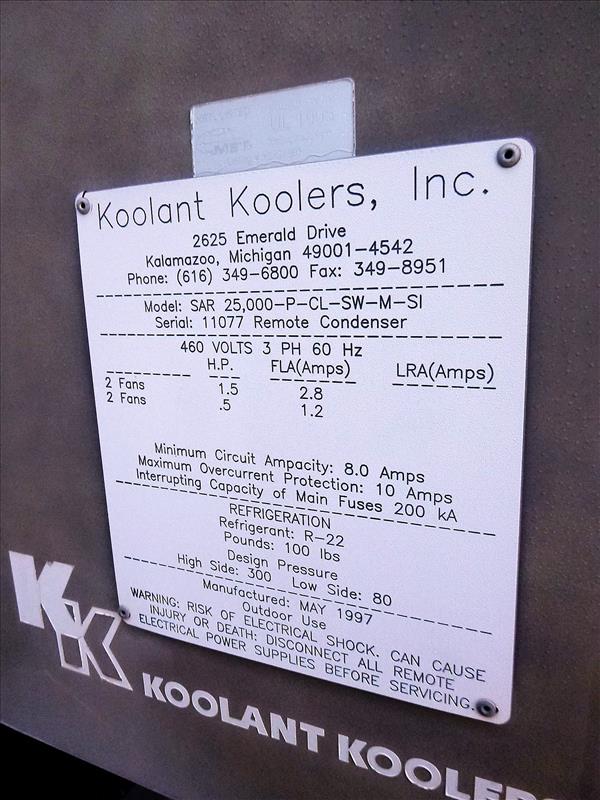 Koolant Koolers, Inc.
2625 Emerald Drive
Kalamazoo, Michigan 49001-4542
Phone: (616) 349-6800 Fax: 349-8951
Model: SAR 25,000-P-CL-SW-M-SI
Serial: 11077 Remote Condenser
460 VOLTS 3 PH 60 Hz
H.P. FLA(Amps) LRA(Amps)
2 Fans 1.5 2.8
2 Fans .5 1.2
Minimum Circuit Ampacity: 8.0 Amps
Maximum Overcurrent Protection: 10 Amps
Interrupting Capacity of Main Fuses 200 kA
REFRIGERATION
Refrigerant: R-22
Pounds: 100 lbs
Design Pressure
High Side: 300 Low Side: 80
Manufactured: MAY 1997
Outdoor Use
WARNING: RISK OF ELECTRICAL SHOCK. CAN CAUSE
INJURY OR DEATH: DISCONNECT ALL REMOTE
ELECTRICAL POWER SUPPLIES BEFORE SERVICING.
KK KOOLANT KOOLERS